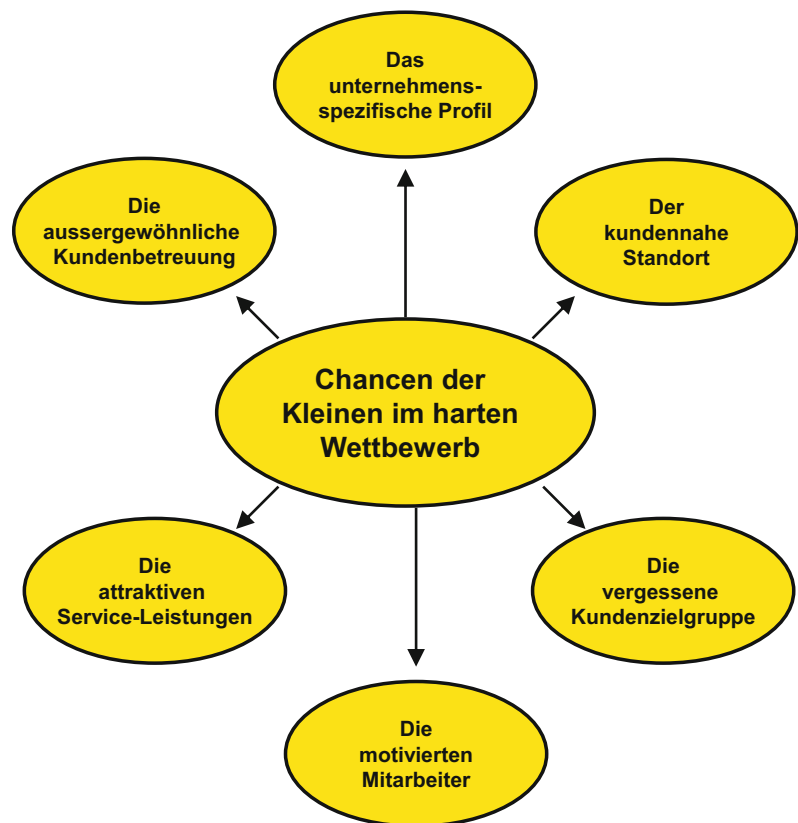 Das
unternehmens-
spezifische Profil
Die
aussergewöhnliche
Kundenbetreuung
Der
kundennahe
Standort
Chancen der
Kleinen im harten
Wettbewerb
Die
attraktiven
Service-Leistungen
Die
vergessene
Kundenzielgruppe
Die
motivierten
Mitarbeiter